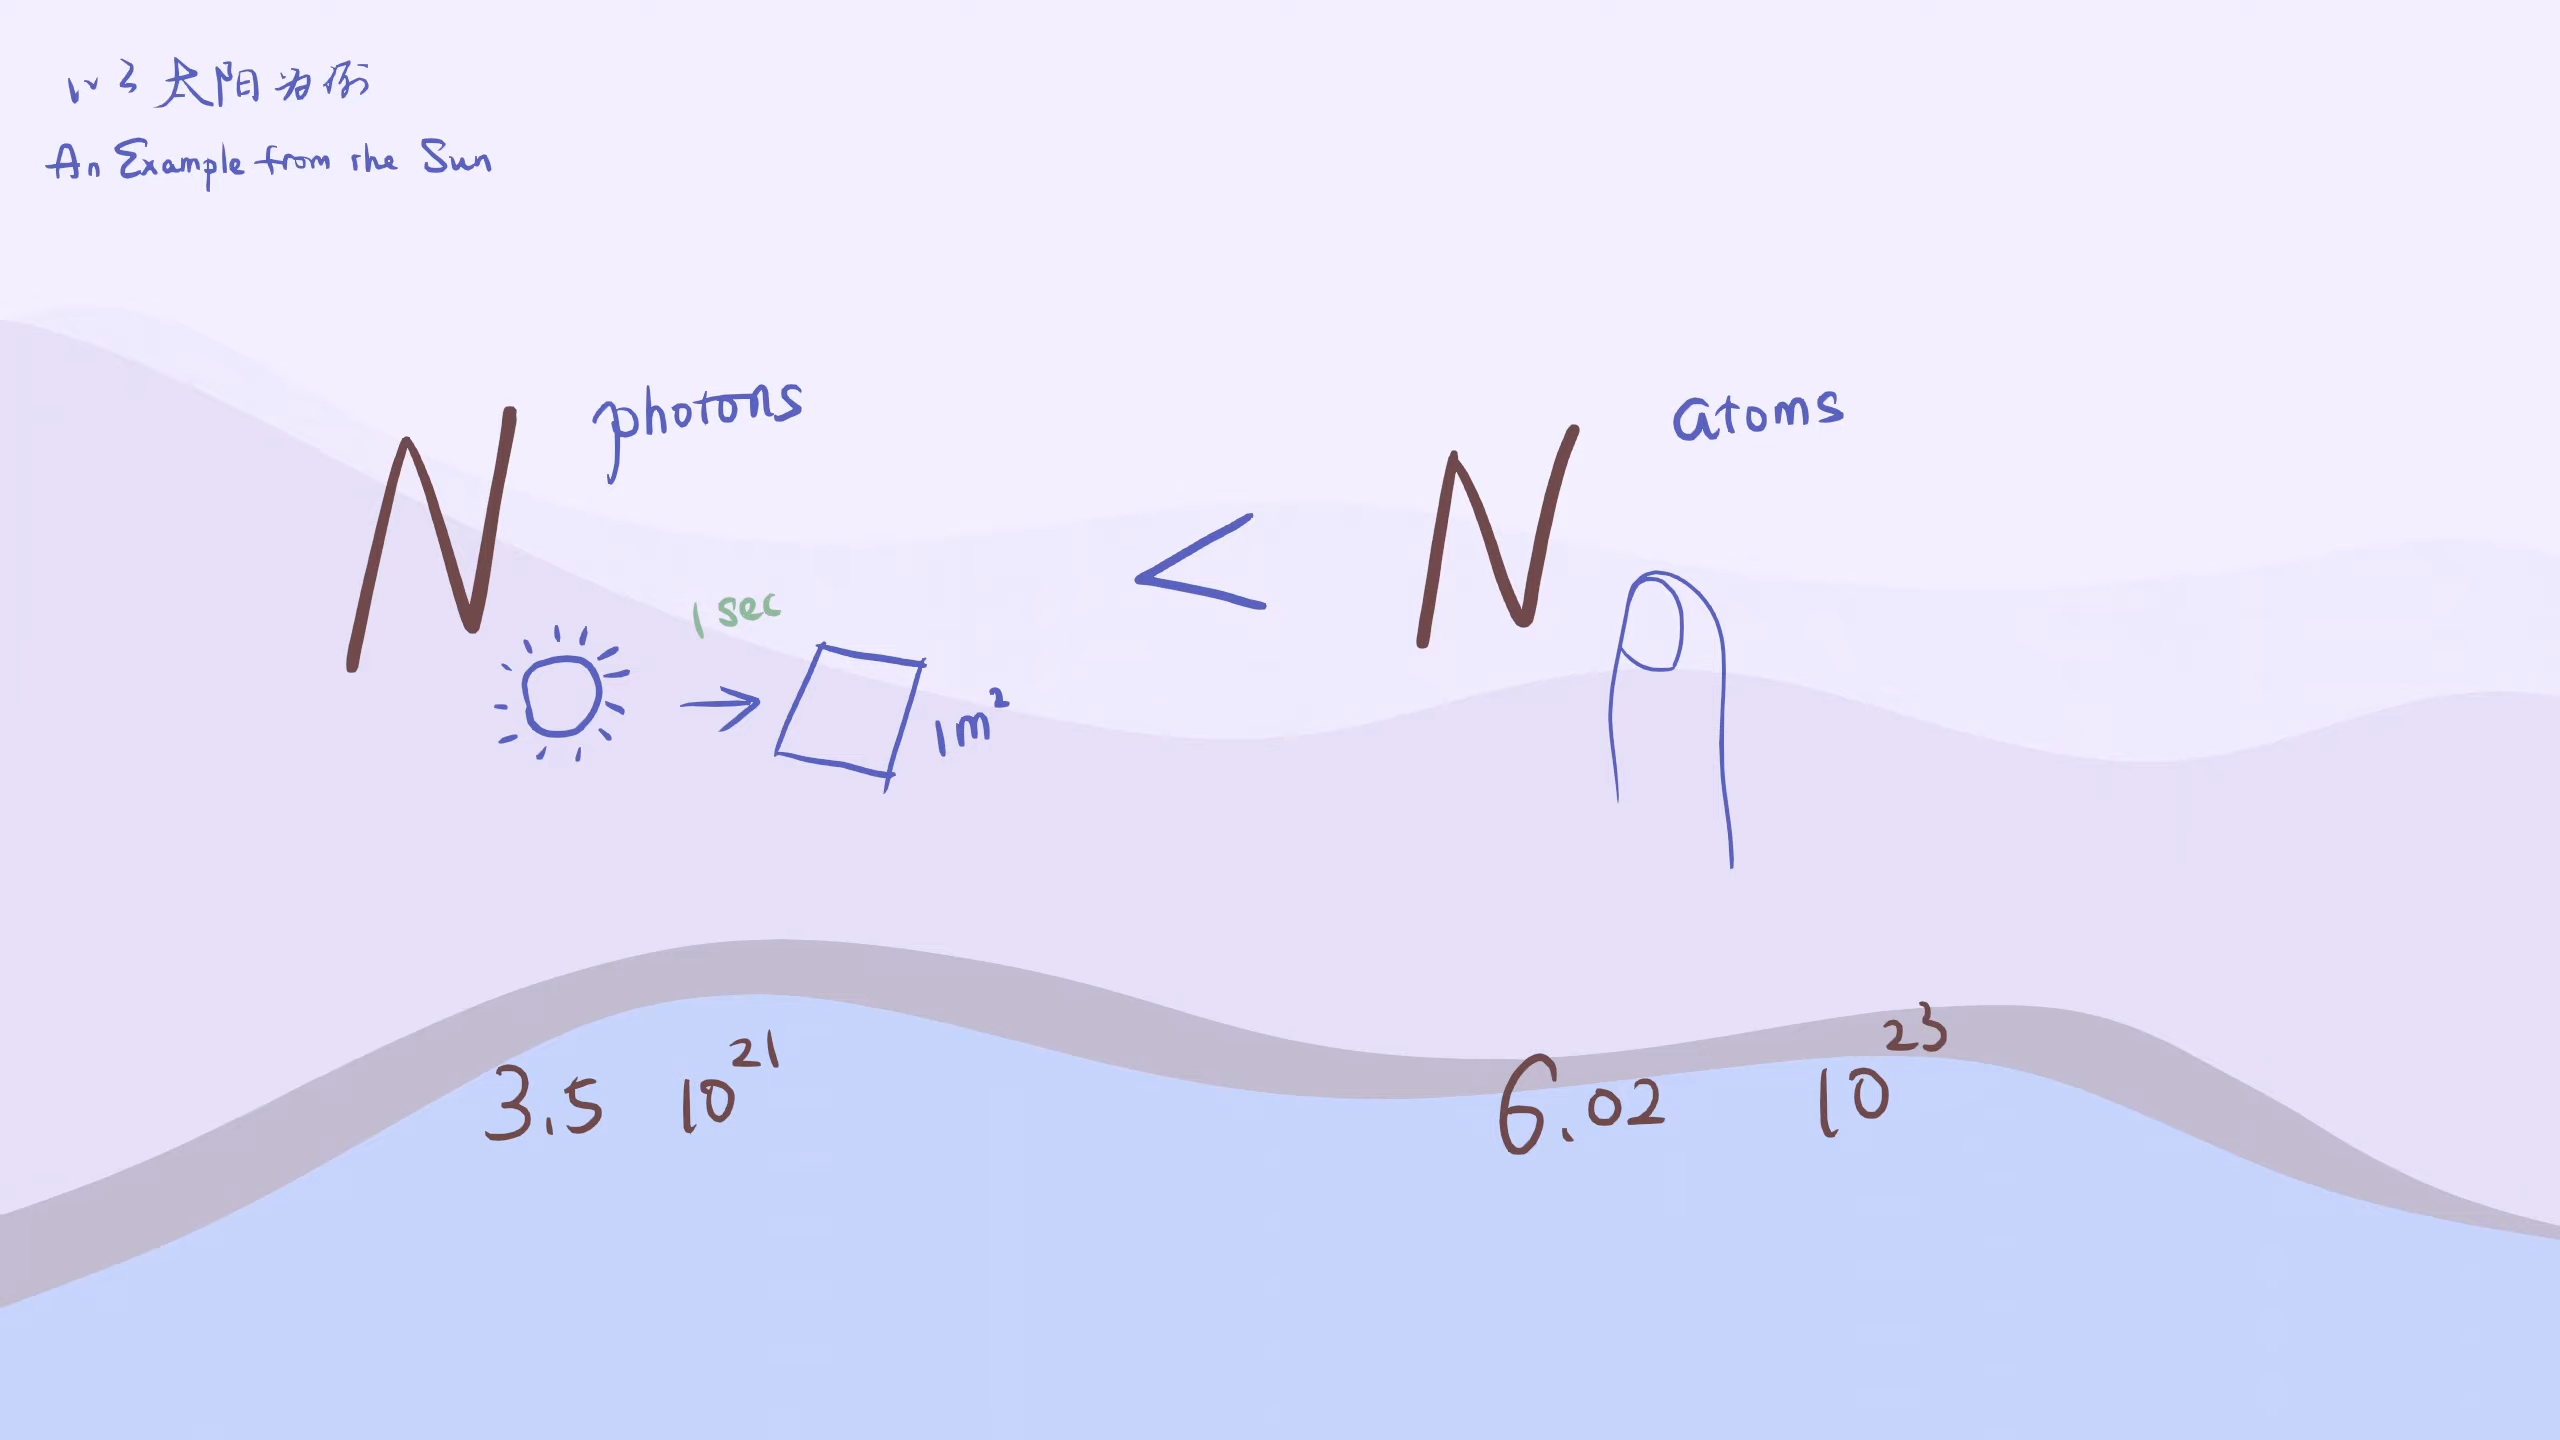 以太阳为例
An Example from the Sun
N photons < N atoms
1 sec
1m²
3.5 10²¹
6.02 10²³